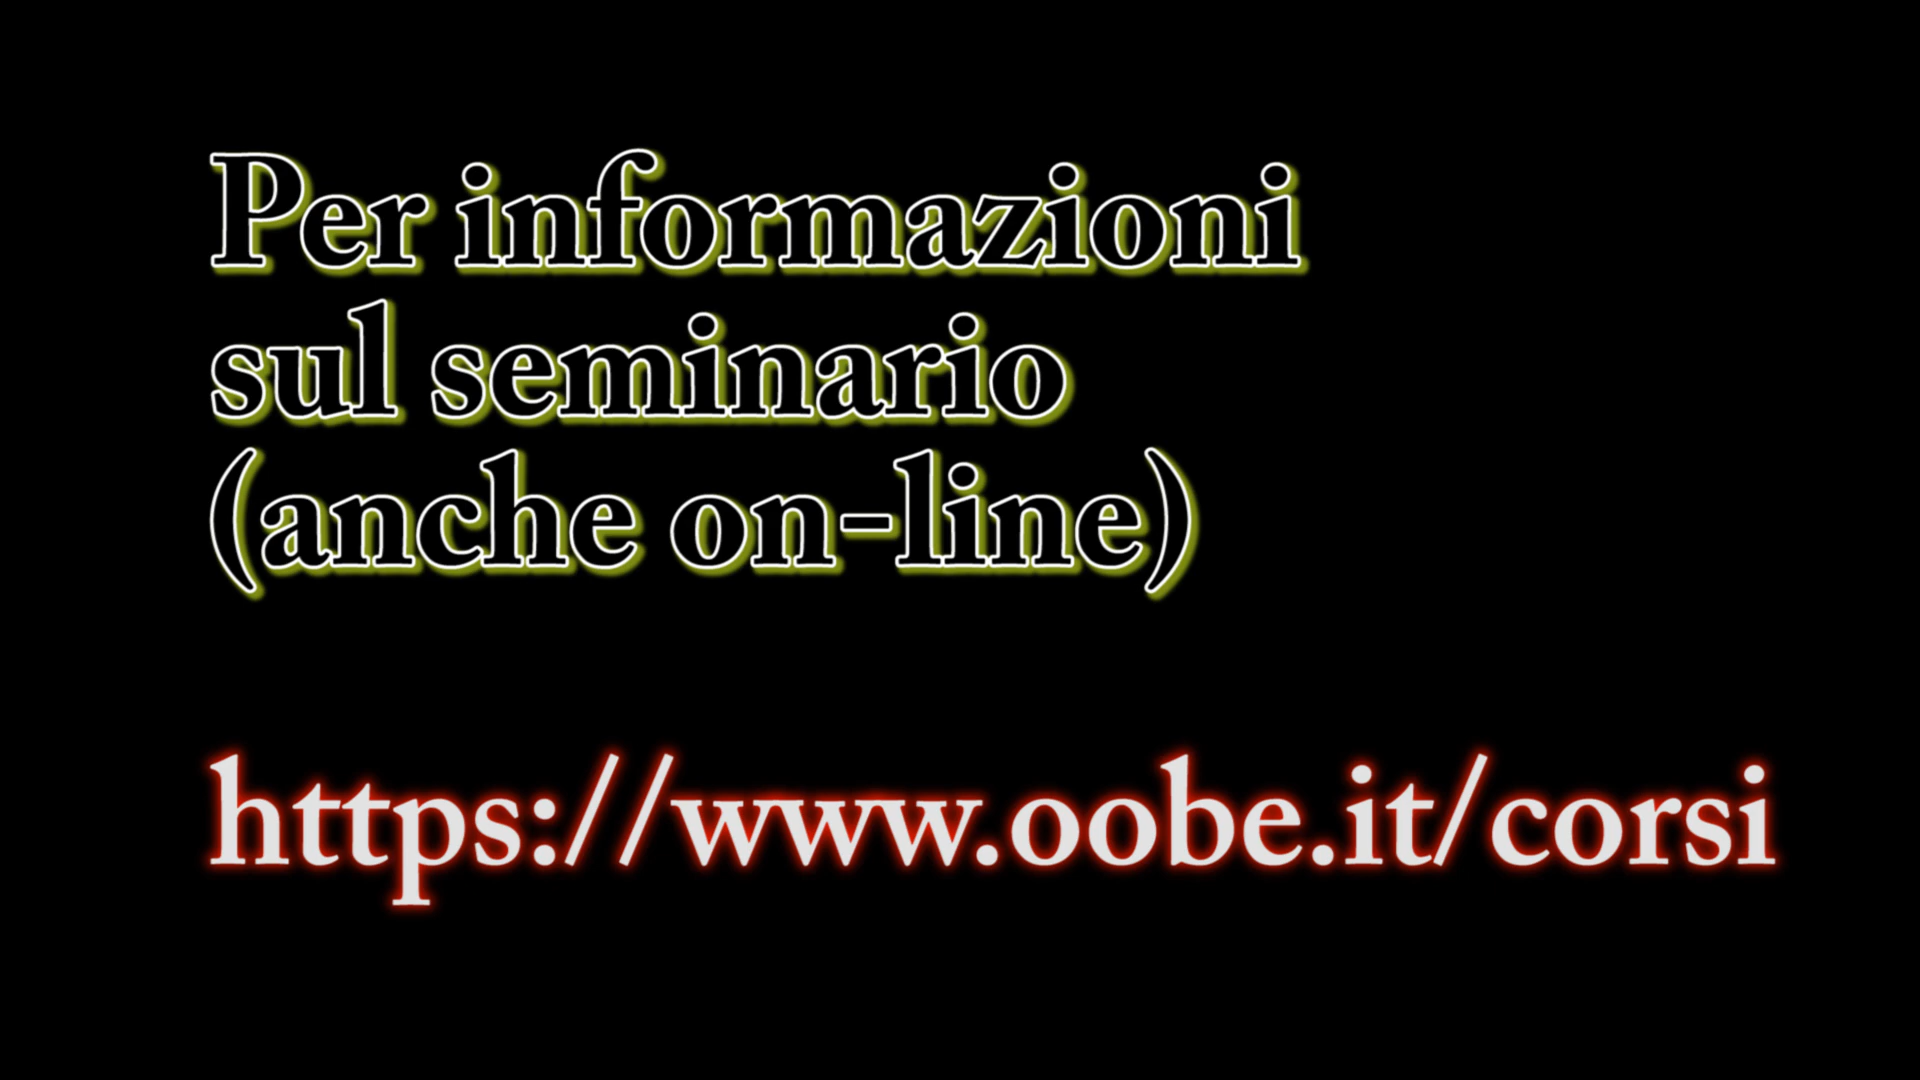 Per informazioni
sul seminario
(anche on-line)
https://www.oobe.it/corsi